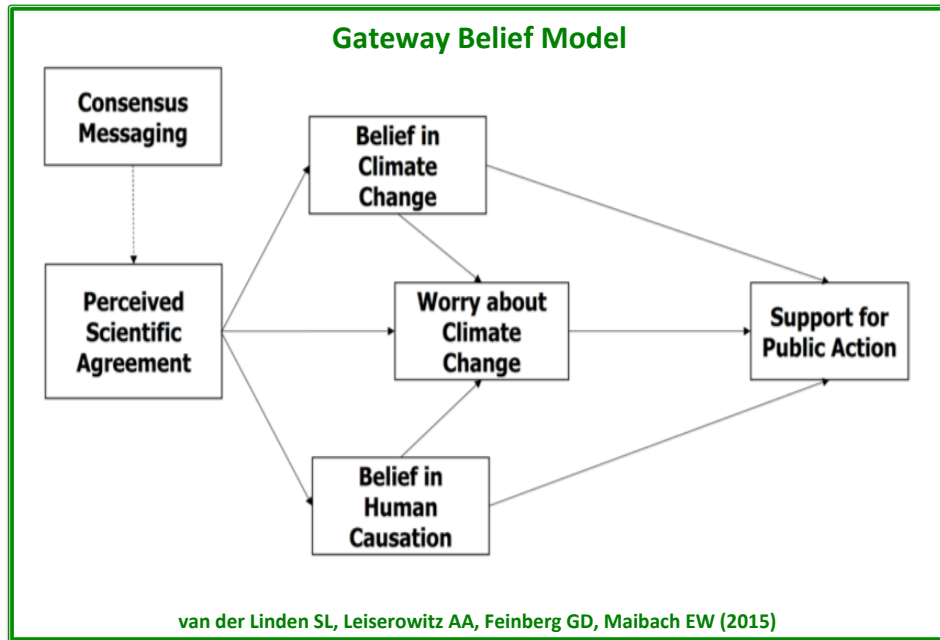 Gateway Belief Model
Consensus
Messaging
Belief in
Climate
Change
Perceived
Scientific
Agreement
Worry about
Climate
Change
Support for
Public Action
Belief in
Human
Causation
van der Linden SL, Leiserowitz AA, Feinberg GD, Maibach EW (2015)